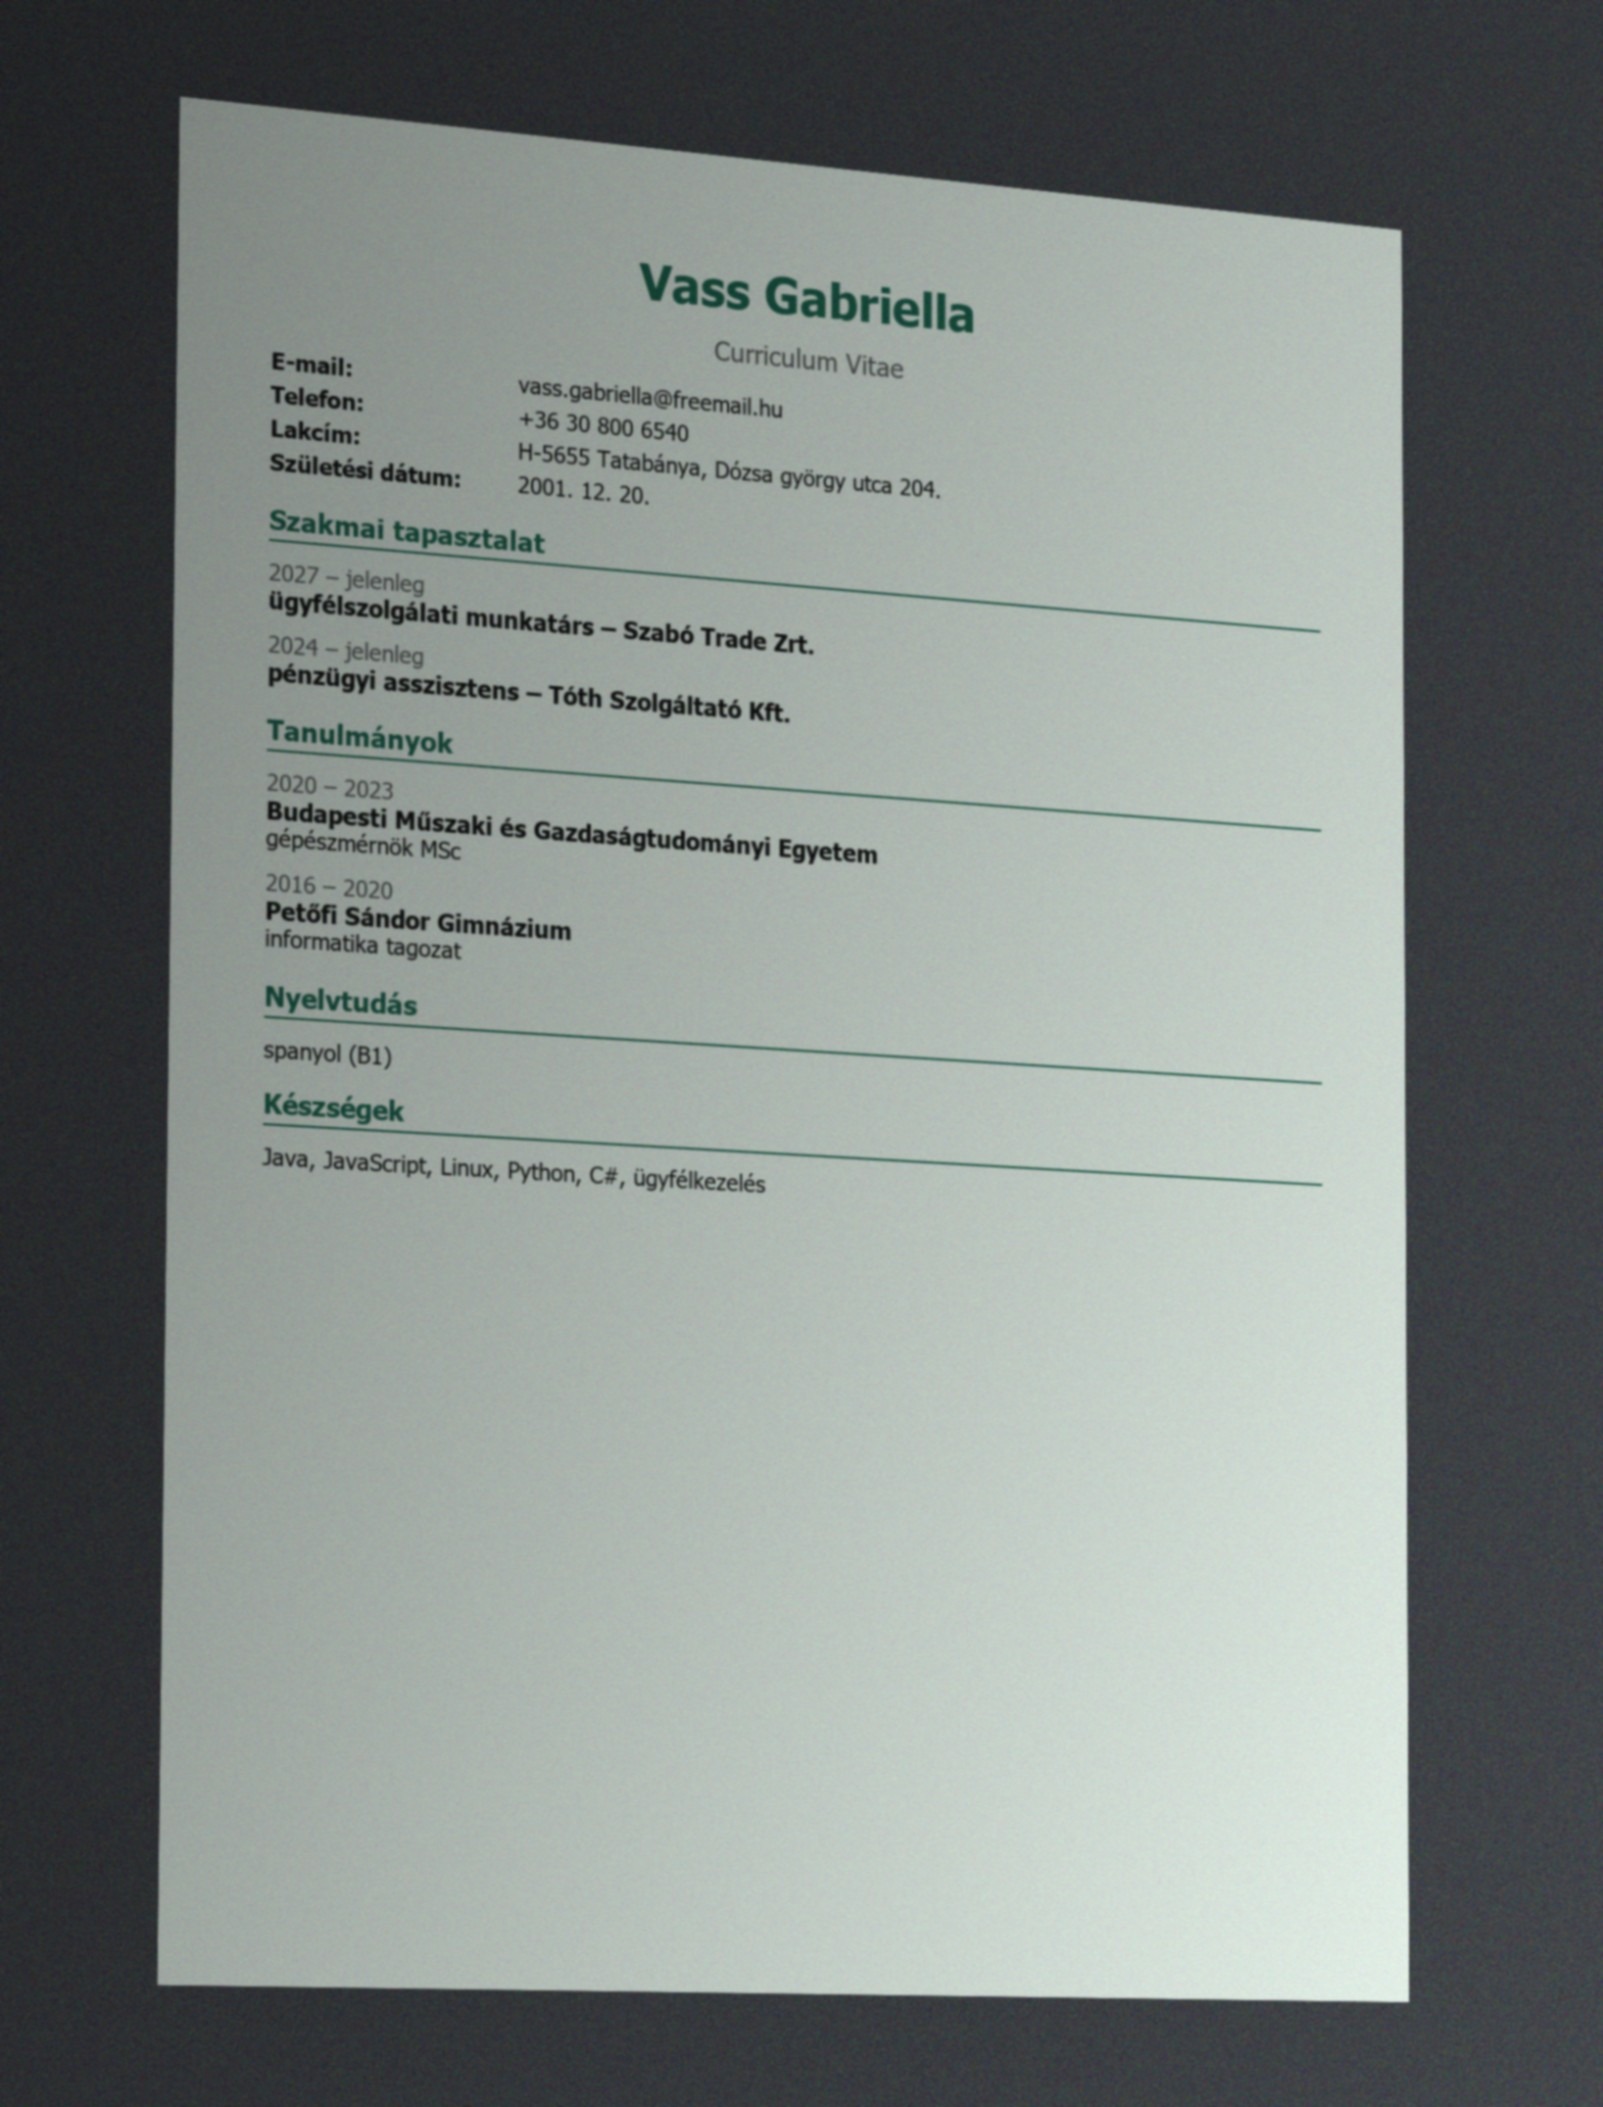 Vass Gabriella
Curriculum Vitae
E-mail: vass.gabriella@freemail.hu
Telefon: +36 30 800 6540
Lakcím: H-5655 Tatabánya, Dózsa györgy utca 204.
Születési dátum: 2001. 12. 20.
Szakmai tapasztalat
2027 – jelenleg
ügyfélszolgálati munkatárs – Szabó Trade Zrt.
2024 – jelenleg
pénzügyi asszisztens – Tóth Szolgáltató Kft.
Tanulmányok
2020 – 2023
Budapesti Műszaki és Gazdaságtudományi Egyetem
gépészmérnök MSc
2016 – 2020
Petőfi Sándor Gimnázium
informatika tagozat
Nyelvtudás
spanyol (B1)
Készségek
Java, JavaScript, Linux, Python, C#, ügyfélkezelés